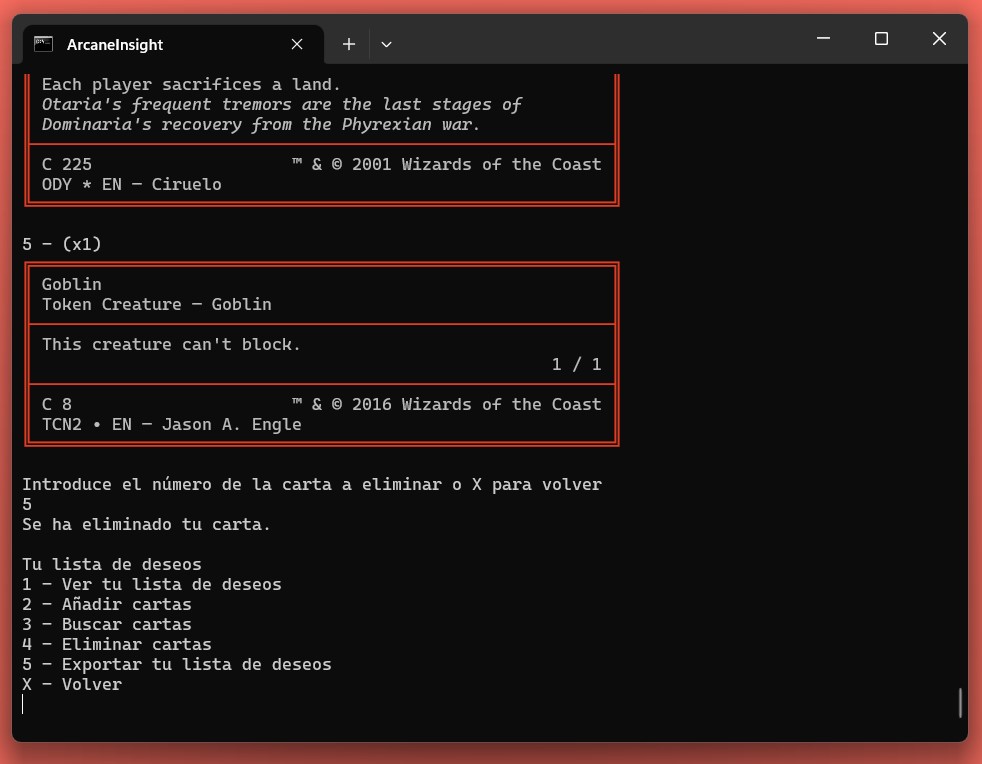 ArcaneInsight
Each player sacrifices a land.
Otaria's frequent tremors are the last stages of
Dominaria's recovery from the Phyrexian war.
C 225 ™ & © 2001 Wizards of the Coast
ODY * EN — Ciruelo
5 — (x1)
Goblin
Token Creature — Goblin
This creature can't block.
1 / 1
C 8 ™ & © 2016 Wizards of the Coast
TCN2 • EN — Jason A. Engle
Introduce el número de la carta a eliminar o X para volver
5
Se ha eliminado tu carta.
Tu lista de deseos
1 — Ver tu lista de deseos
2 — Añadir cartas
3 — Buscar cartas
4 — Eliminar cartas
5 — Exportar tu lista de deseos
X — Volver